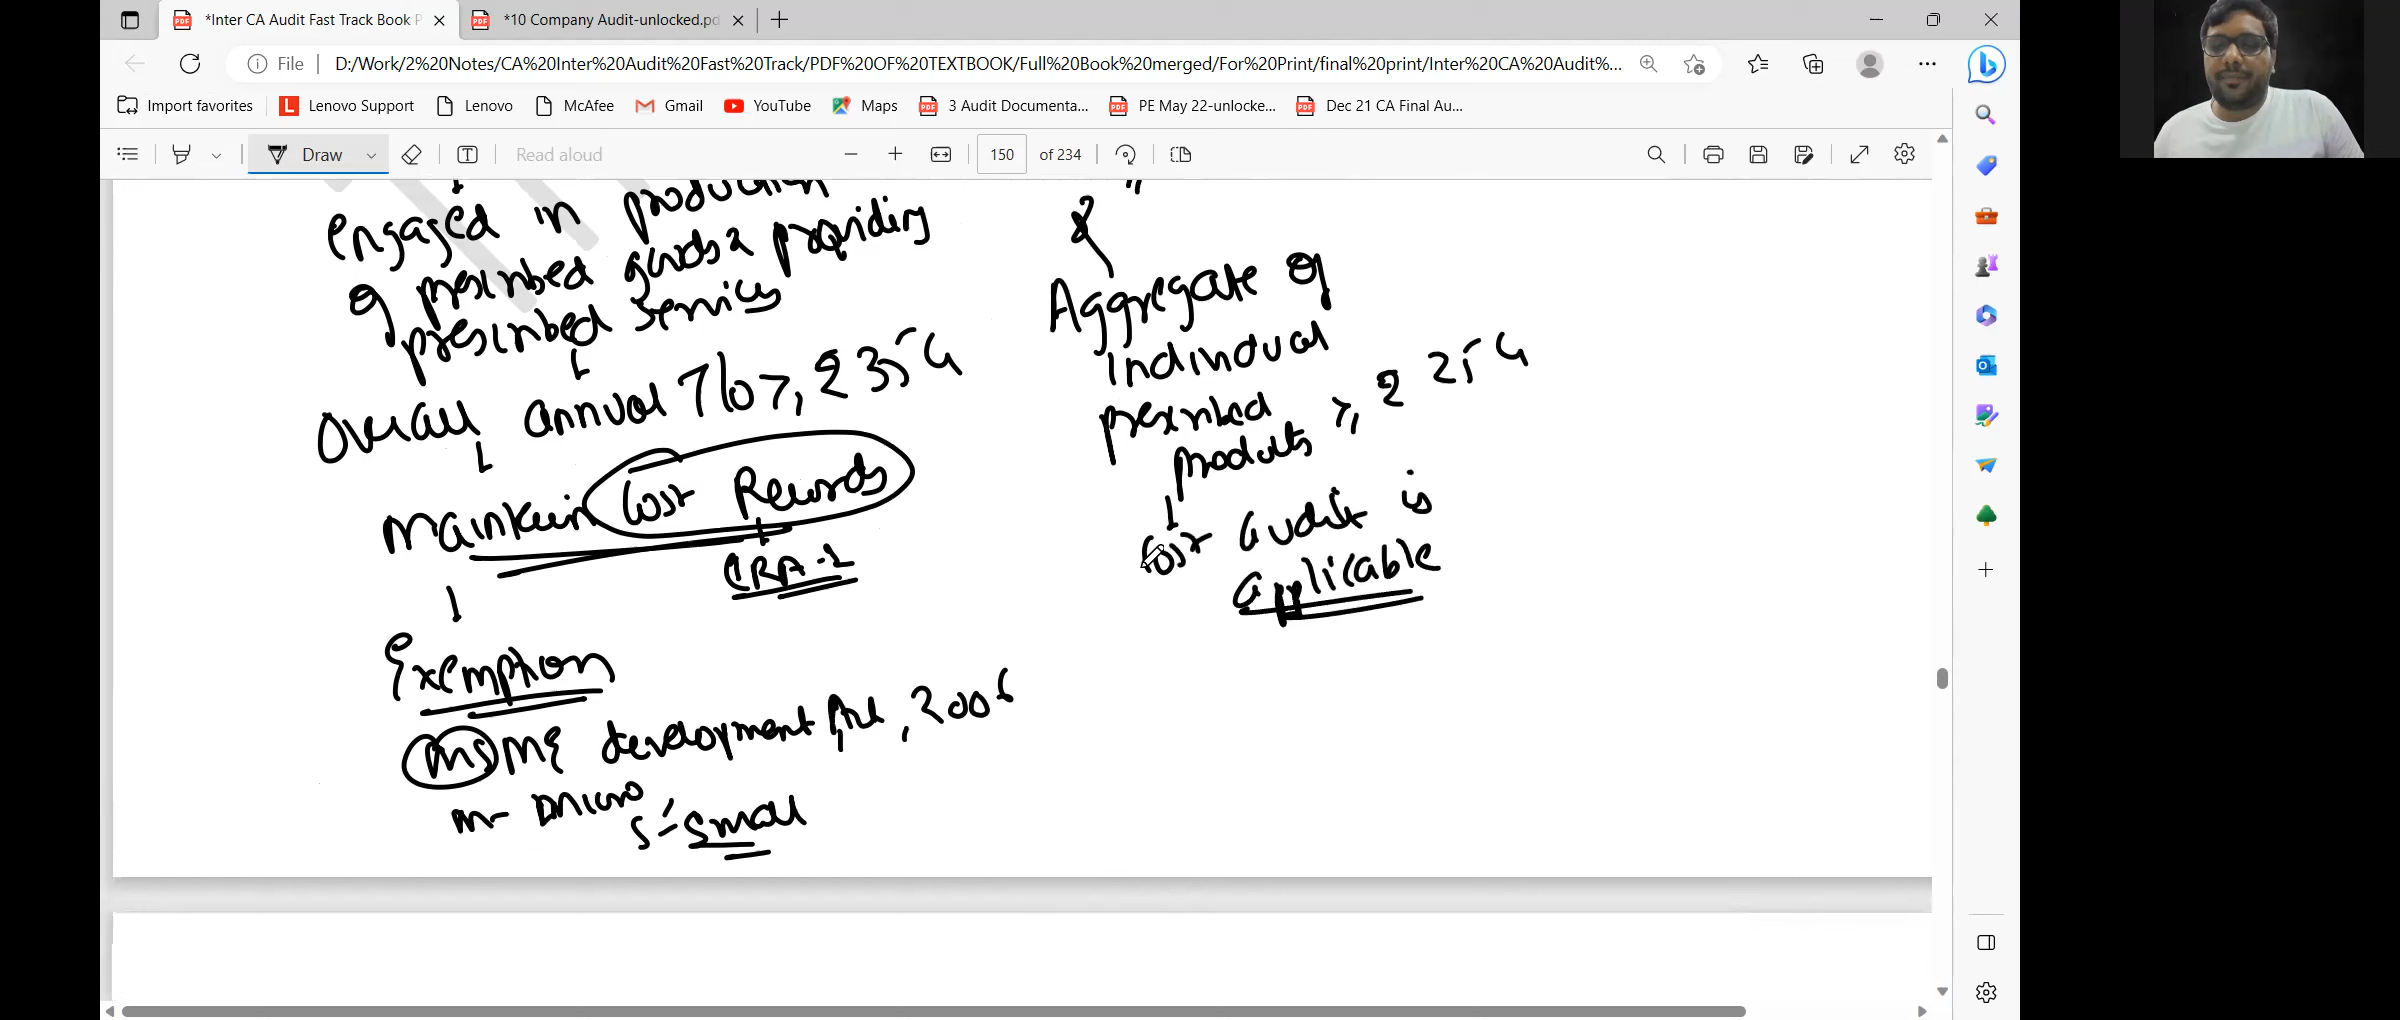 *Inter CA Audit Fast Track Book P
*10 Company Audit-unlocked.pd
File
D:/Work/2%20Notes/CA%20Inter%20Audit%20Fast%20Track/PDF%20OF%20TEXTBOOK/Full%20Book%20merged/For%20Print/final%20print/Inter%20CA%20Audit%...
Import favorites
Lenovo Support
Lenovo
McAfee
Gmail
YouTube
Maps
3 Audit Documenta...
PE May 22-unlocke...
Dec 21 CA Final Au...
Draw
Read aloud
150 of 234
engaged in production
of prescribed goods & providing
prescribed services
Overall annual T/o >, ₹ 35 Cr
Maintain Cost Records
CRA-1
Exemption
MSME development Act, 2006
M- Micro
S- Small
&
Aggregate of
individual
prescribed
products >, ₹ 25 Cr
Cost audit is
applicable